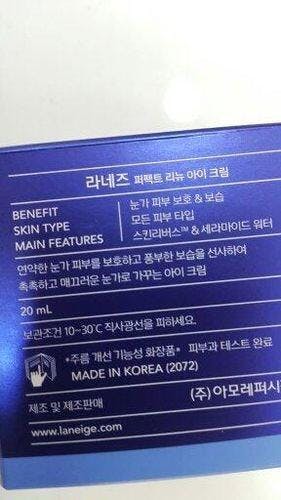 라네즈 퍼펙트 리뉴 아이 크림
BENEFIT 눈가 피부 보호 & 보습
SKIN TYPE 모든 피부 타입
MAIN FEATURES 스킨리버스™ & 세라마이드 워터
연약한 눈가 피부를 보호하고 풍부한 보습을 선사하여
촉촉하고 매끄러운 눈가로 가꾸는 아이 크림
20 mL
보관조건 10~30℃ 직사광선을 피하세요.
*주름 개선 기능성 화장품* 피부과 테스트 완료
MADE IN KOREA (2072)
제조 및 제조판매 (주)아모레퍼시
www.laneige.com